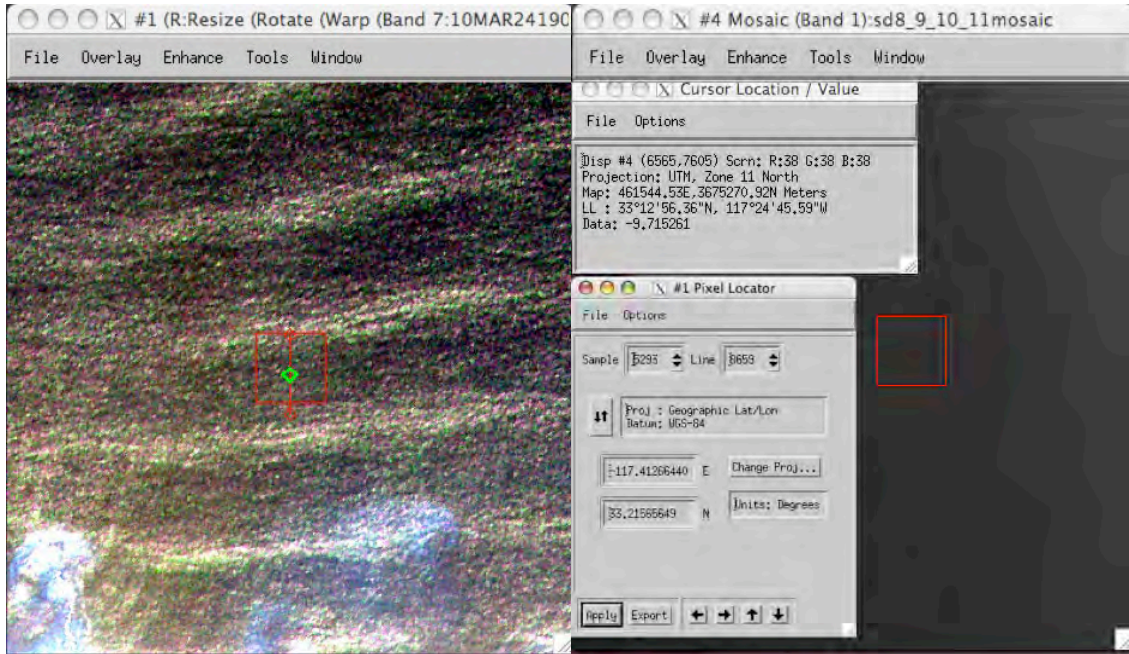 X #1 (R:Resize (Rotate (Warp (Band 7:10MAR24190
File Overlay Enhance Tools Window
X #4 Mosaic (Band 1):sd8_9_10_11mosaic
File Overlay Enhance Tools Window
X Cursor Location / Value
File Options
Disp #4 (6565,7605) Scrn: R:38 G:38 B:38
Projection: UTM, Zone 11 North
Map: 461544.53E,3675270.92N Meters
LL : 33°12'56.36"N, 117°24'45.59"W
Data: -9.715261
X #1 Pixel Locator
File Options
Sample 5293 Line
Proj : Geographic Lat/Lon
Datum: WGS-84
-117.41266440 E Change Proj...
33.21565649 N Units: Degrees
Apply Export